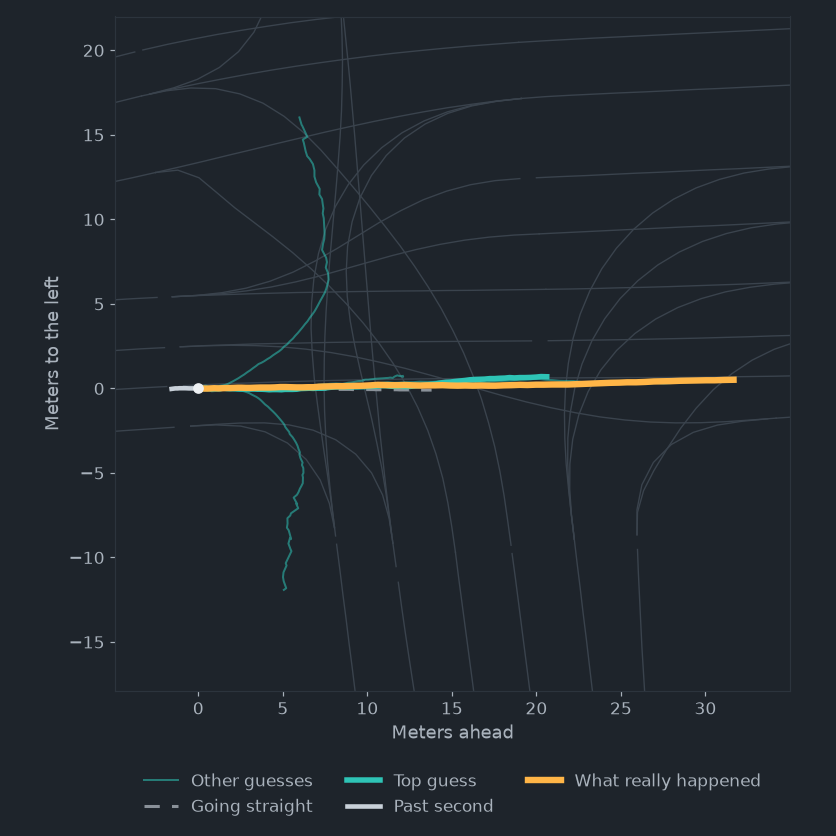 20
15
10
5
0
−5
−10
−15
Meters to the left
0 5 10 15 20 25 30
Meters ahead
Other guesses Top guess What really happened
Going straight Past second